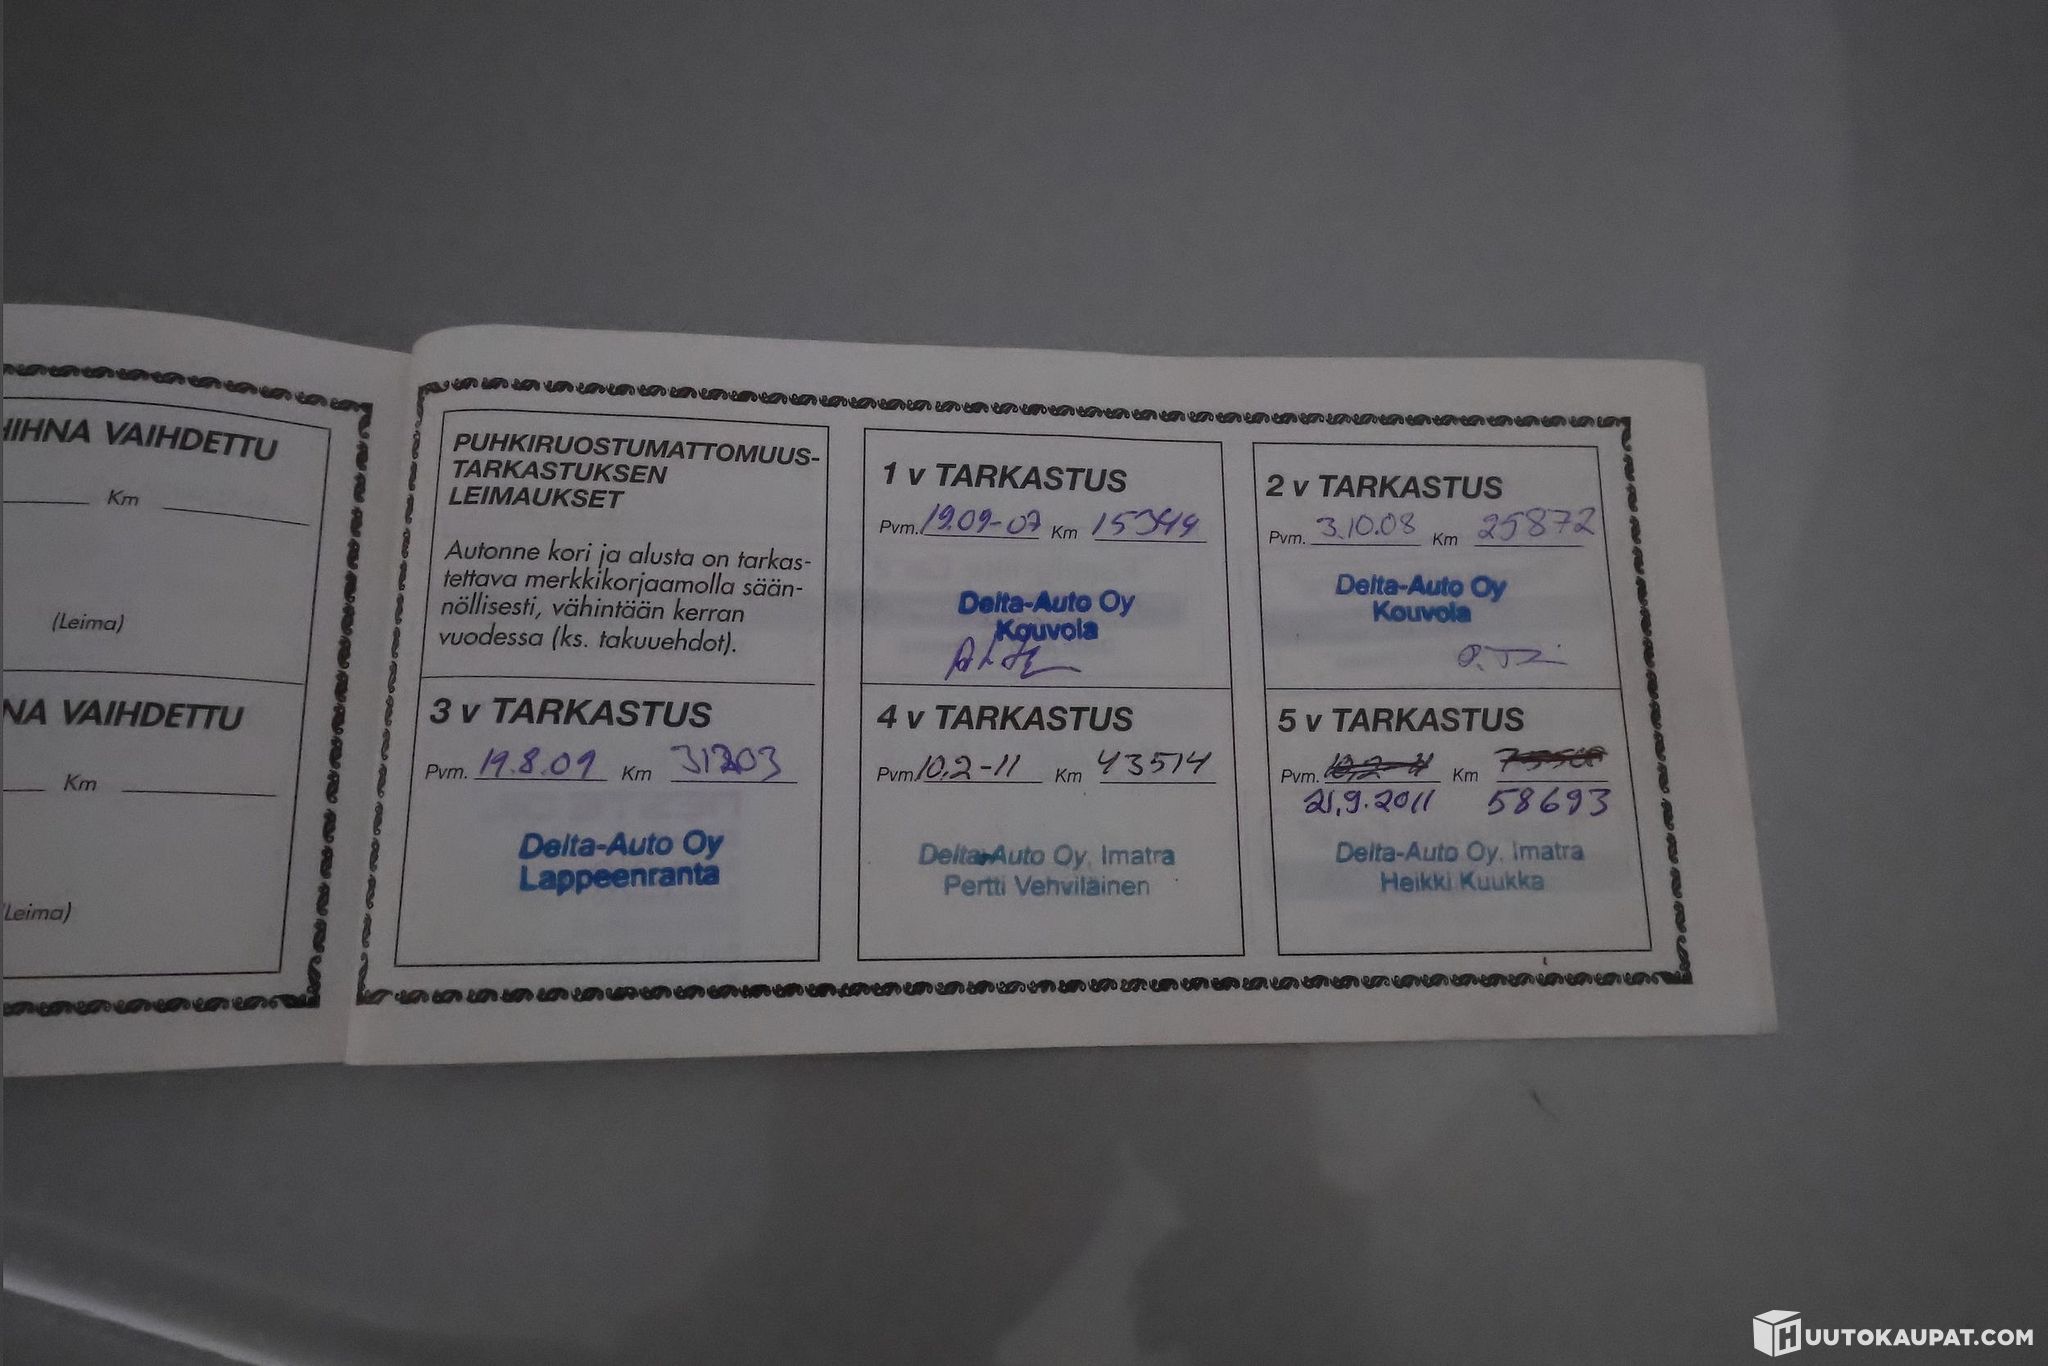 HIHNA VAIHDETTU
Km
(Leima)
NA VAIHDETTU
Km
Leima)
PUHKIRUOSTUMATTOMUUS-
TARKASTUKSEN
LEIMAUKSET
Autonne kori ja alusta on tarkas-
tettava merkkikorjaamolla sään-
nöllisesti, vähintään kerran
vuodessa (ks. takuuehdot).
1 v TARKASTUS
Pvm. 19.09-07 Km 15349
Delta-Auto Oy
Kouvola
2 v TARKASTUS
Pvm. 3.10.08 Km 25872
Delta-Auto Oy
Kouvola
3 v TARKASTUS
Pvm. 19.8.09 Km 31203
Delta-Auto Oy
Lappeenranta
4 v TARKASTUS
Pvm. 10.2-11 Km 43514
Delta-Auto Oy, Imatra
Pertti Vehviläinen
5 v TARKASTUS
Pvm. 10.2-11 Km
21.9.2011 58693
Delta-Auto Oy, Imatra
Heikki Kuukka
HUUTOKAUPAT.COM